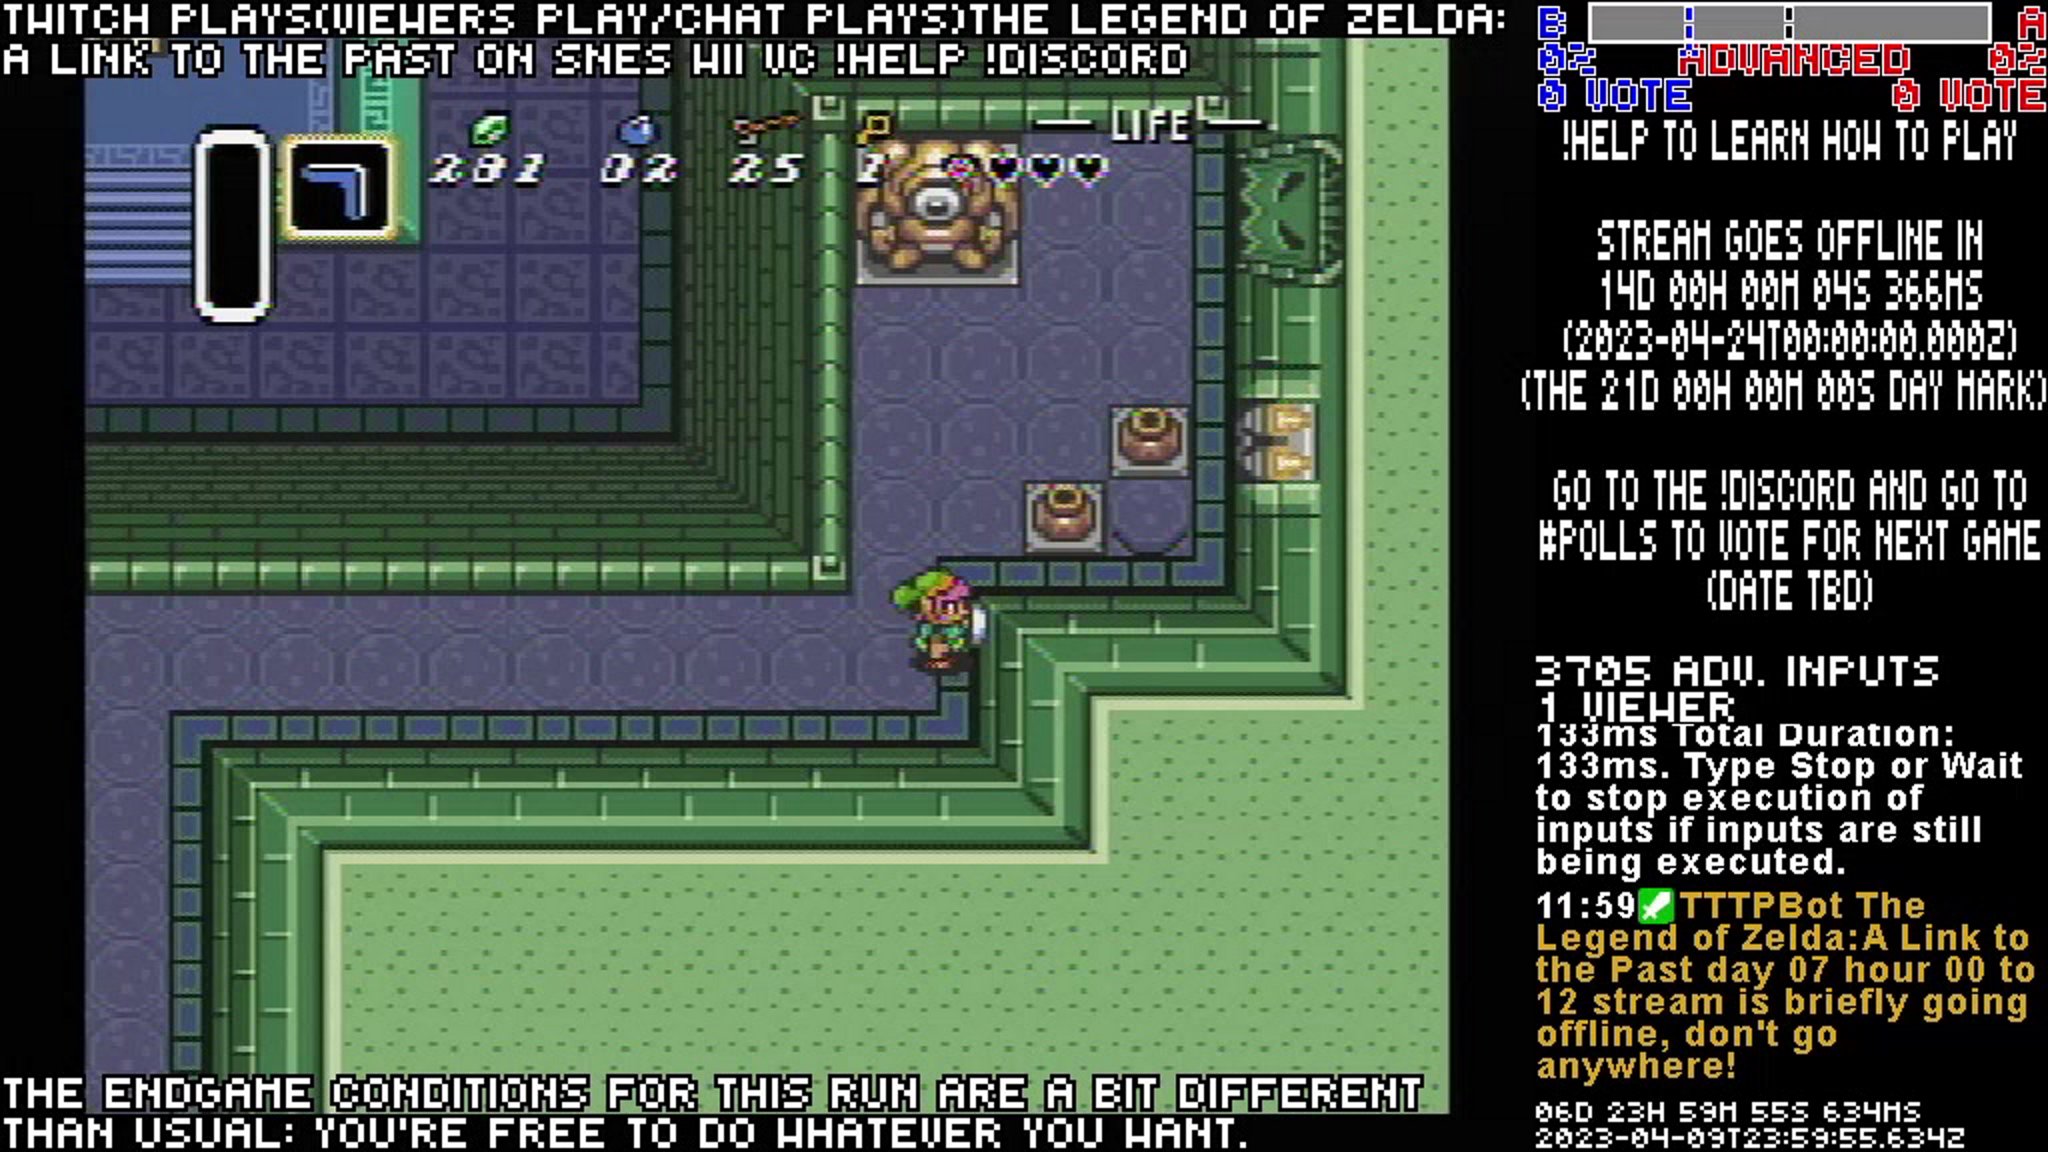 TWITCH PLAYS(VIEWERS PLAY/CHAT PLAYS)THE LEGEND OF ZELDA:
A LINK TO THE PAST ON SNES WII VC !HELP !DISCORD
LIFE
201 02 25 1
B A
0% ADVANCED 0%
0 VOTE 0 VOTE
!HELP TO LEARN HOW TO PLAY
STREAM GOES OFFLINE IN
14D 00H 00M 04S 366MS
(2023-04-24T00:00:00.000Z)
(THE 21D 00H 00M 00S DAY MARK)
GO TO THE !DISCORD AND GO TO
#POLLS TO VOTE FOR NEXT GAME
(DATE TBD)
3705 ADV. INPUTS
1 VIEWER
133ms Total Duration:
133ms. Type Stop or Wait
to stop execution of
inputs if inputs are still
being executed.
11:59 TTTPBot The
Legend of Zelda:A Link to
the Past day 07 hour 00 to
12 stream is briefly going
offline, don't go
anywhere!
06D 23H 59M 55S 634MS
2023-04-09T23:59:55.634Z
THE ENDGAME CONDITIONS FOR THIS RUN ARE A BIT DIFFERENT
THAN USUAL: YOU'RE FREE TO DO WHATEVER YOU WANT.